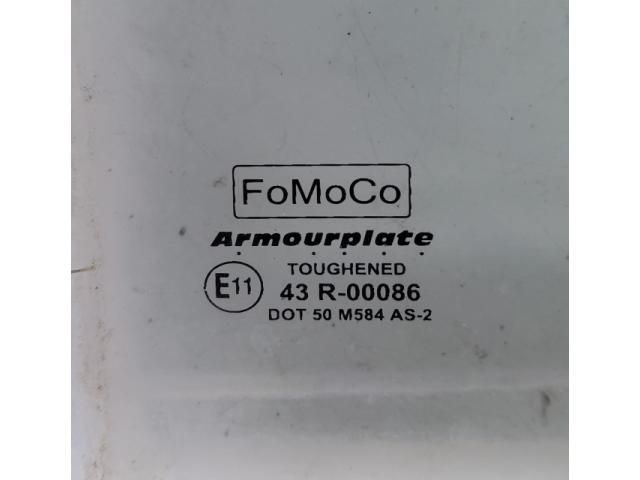 FoMoCo
Armourplate
TOUGHENED
E11 43 R-00086
DOT 50 M584 AS-2